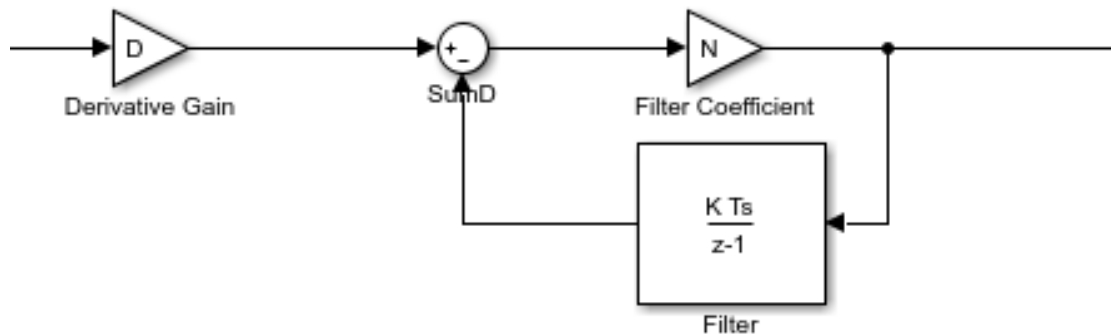 D
+
−
N
Derivative Gain
SumD
Filter Coefficient
K Ts
z-1
Filter